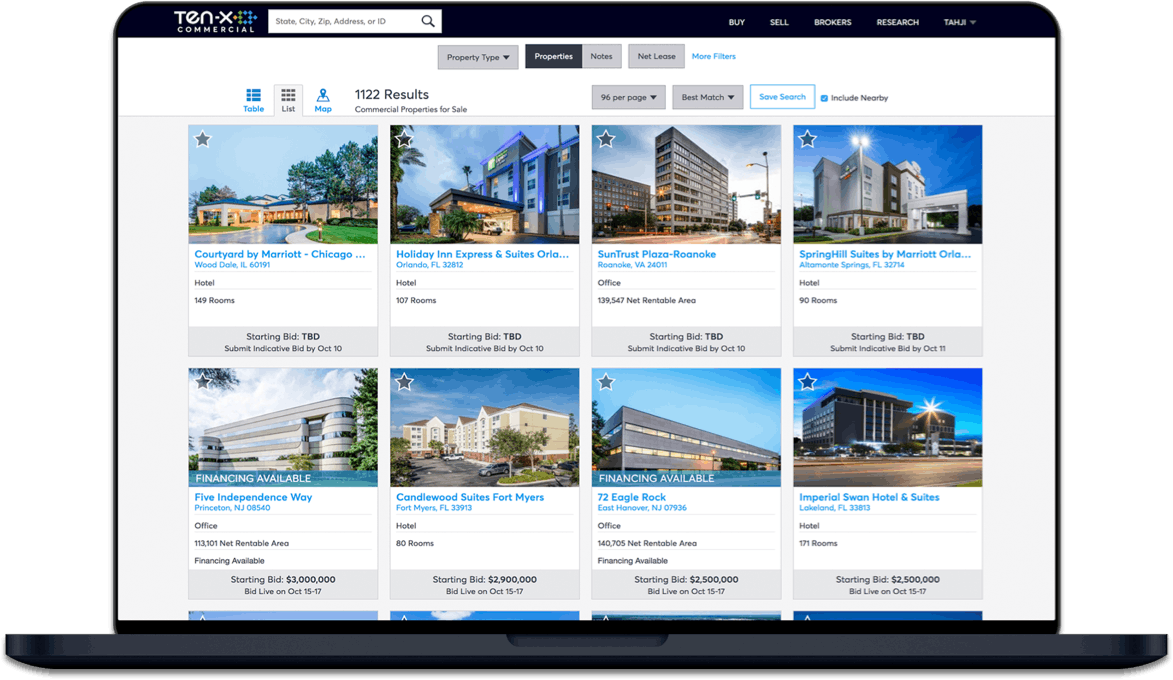 TEN-X
COMMERCIAL
State, City, Zip, Address, or ID
BUY SELL BROKERS RESEARCH TAHJI
Property Type Properties Notes Net Lease More Filters
Table List Map
1122 Results
Commercial Properties for Sale
96 per page Best Match Save Search Include Nearby
Courtyard by Marriott - Chicago ...
Wood Dale, IL 60191
Hotel
149 Rooms
Starting Bid: TBD
Submit Indicative Bid by Oct 10
Holiday Inn Express & Suites Orla...
Orlando, FL 32812
Hotel
107 Rooms
Starting Bid: TBD
Submit Indicative Bid by Oct 10
SunTrust Plaza-Roanoke
Roanoke, VA 24011
Office
139,547 Net Rentable Area
Starting Bid: TBD
Submit Indicative Bid by Oct 10
SpringHill Suites by Marriott Orla...
Altamonte Springs, FL 32714
Hotel
90 Rooms
Starting Bid: TBD
Submit Indicative Bid by Oct 11
FINANCING AVAILABLE
Five Independence Way
Princeton, NJ 08540
Office
113,101 Net Rentable Area
Financing Available
Starting Bid: $3,000,000
Bid Live on Oct 15-17
Candlewood Suites Fort Myers
Fort Myers, FL 33913
Hotel
80 Rooms
Starting Bid: $2,900,000
Bid Live on Oct 15-17
FINANCING AVAILABLE
72 Eagle Rock
East Hanover, NJ 07936
Office
140,705 Net Rentable Area
Financing Available
Starting Bid: $2,500,000
Bid Live on Oct 15-17
Imperial Swan Hotel & Suites
Lakeland, FL 33813
Hotel
171 Rooms
Starting Bid: $2,500,000
Bid Live on Oct 15-17